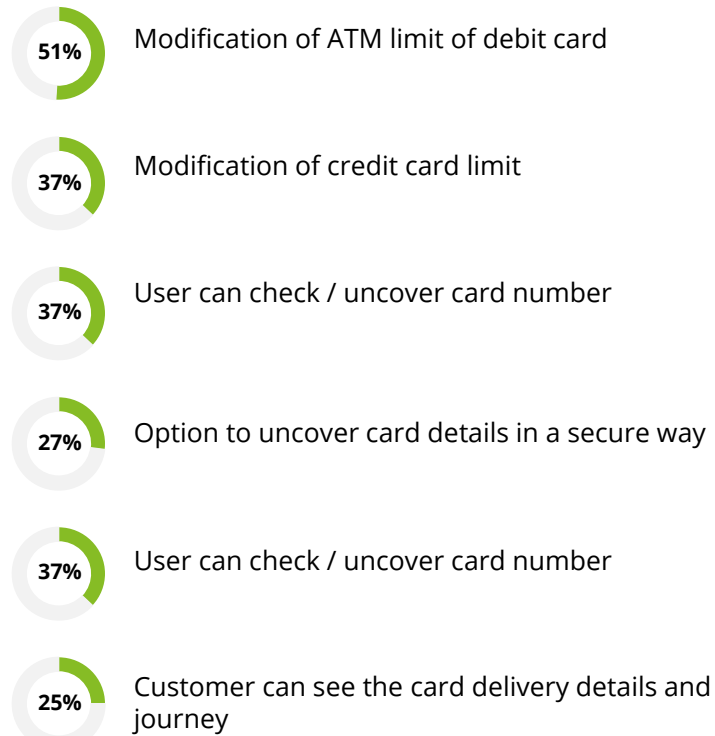 51%
Modification of ATM limit of debit card
37%
Modification of credit card limit
37%
User can check / uncover card number
27%
Option to uncover card details in a secure way
37%
User can check / uncover card number
25%
Customer can see the card delivery details and
journey